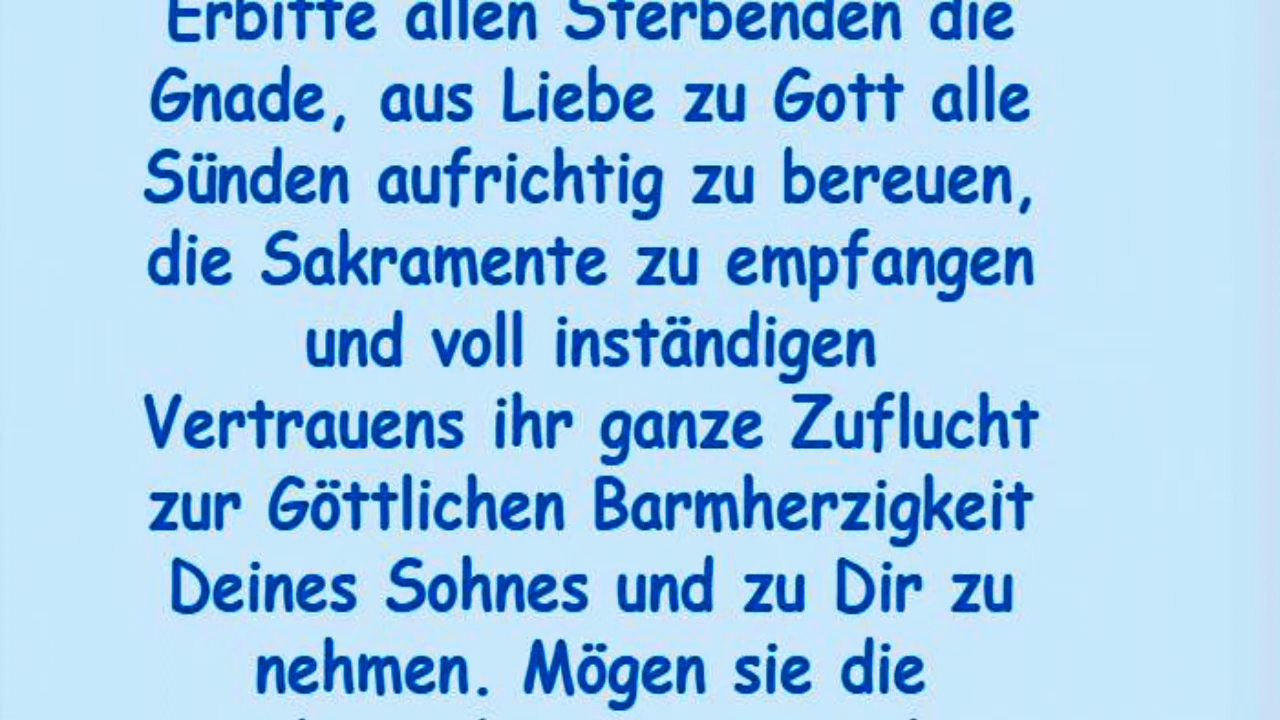 Erbitte allen Sterbenden die
Gnade, aus Liebe zu Gott alle
Sünden aufrichtig zu bereuen,
die Sakramente zu empfangen
und voll inständigen
Vertrauens ihr ganze Zuflucht
zur Göttlichen Barmherzigkeit
Deines Sohnes und zu Dir zu
nehmen. Mögen sie die